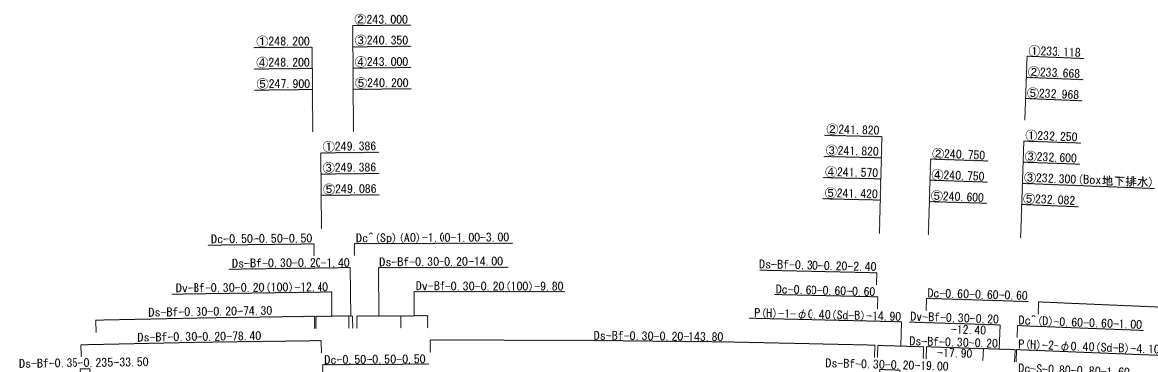 ②243.000
①248.200
③240.350
④248.200
④243.000
⑤247.900
⑤240.200
①233.118
②233.668
⑤232.968
①249.386
③249.386
⑤249.086
②241.820
③241.820
④241.570
⑤241.420
②240.750
④240.750
⑤240.600
①232.250
③232.600
③232.300(Box地下排水)
⑤232.082
Dc-0.50-0.50-0.50
Dc^(Sp)(A0)-1.00-1.00-3.00
Ds-Bf-0.30-0.20-1.40
Ds-Bf-0.30-0.20-14.00
Ds-Bf-0.30-0.20-2.40
Dv-Bf-0.30-0.20(100)-12.40
Dv-Bf-0.30-0.20(100)-9.80
Dc-0.60-0.60-0.60
Dc-0.60-0.60-0.60
Ds-Bf-0.30-0.20-74.30
P(H)-1-φ0.40(Sd-B)-14.90
Dv-Bf-0.30-0.20
-12.40
Dc^(D)-0.60-0.60-1.00
Ds-Bf-0.30-0.20-78.40
Ds-Bf-0.30-0.20-143.80
Ds-Bf-0.30-0.20
-17.90
P(H)-2-φ0.40(Sd-B)-4.10
Ds-Bf-0.35-0.235-33.50
Dc-0.50-0.50-0.50
Ds-Bf-0.30-0.20-19.00
Dc-S-0.80-0.80-1.60